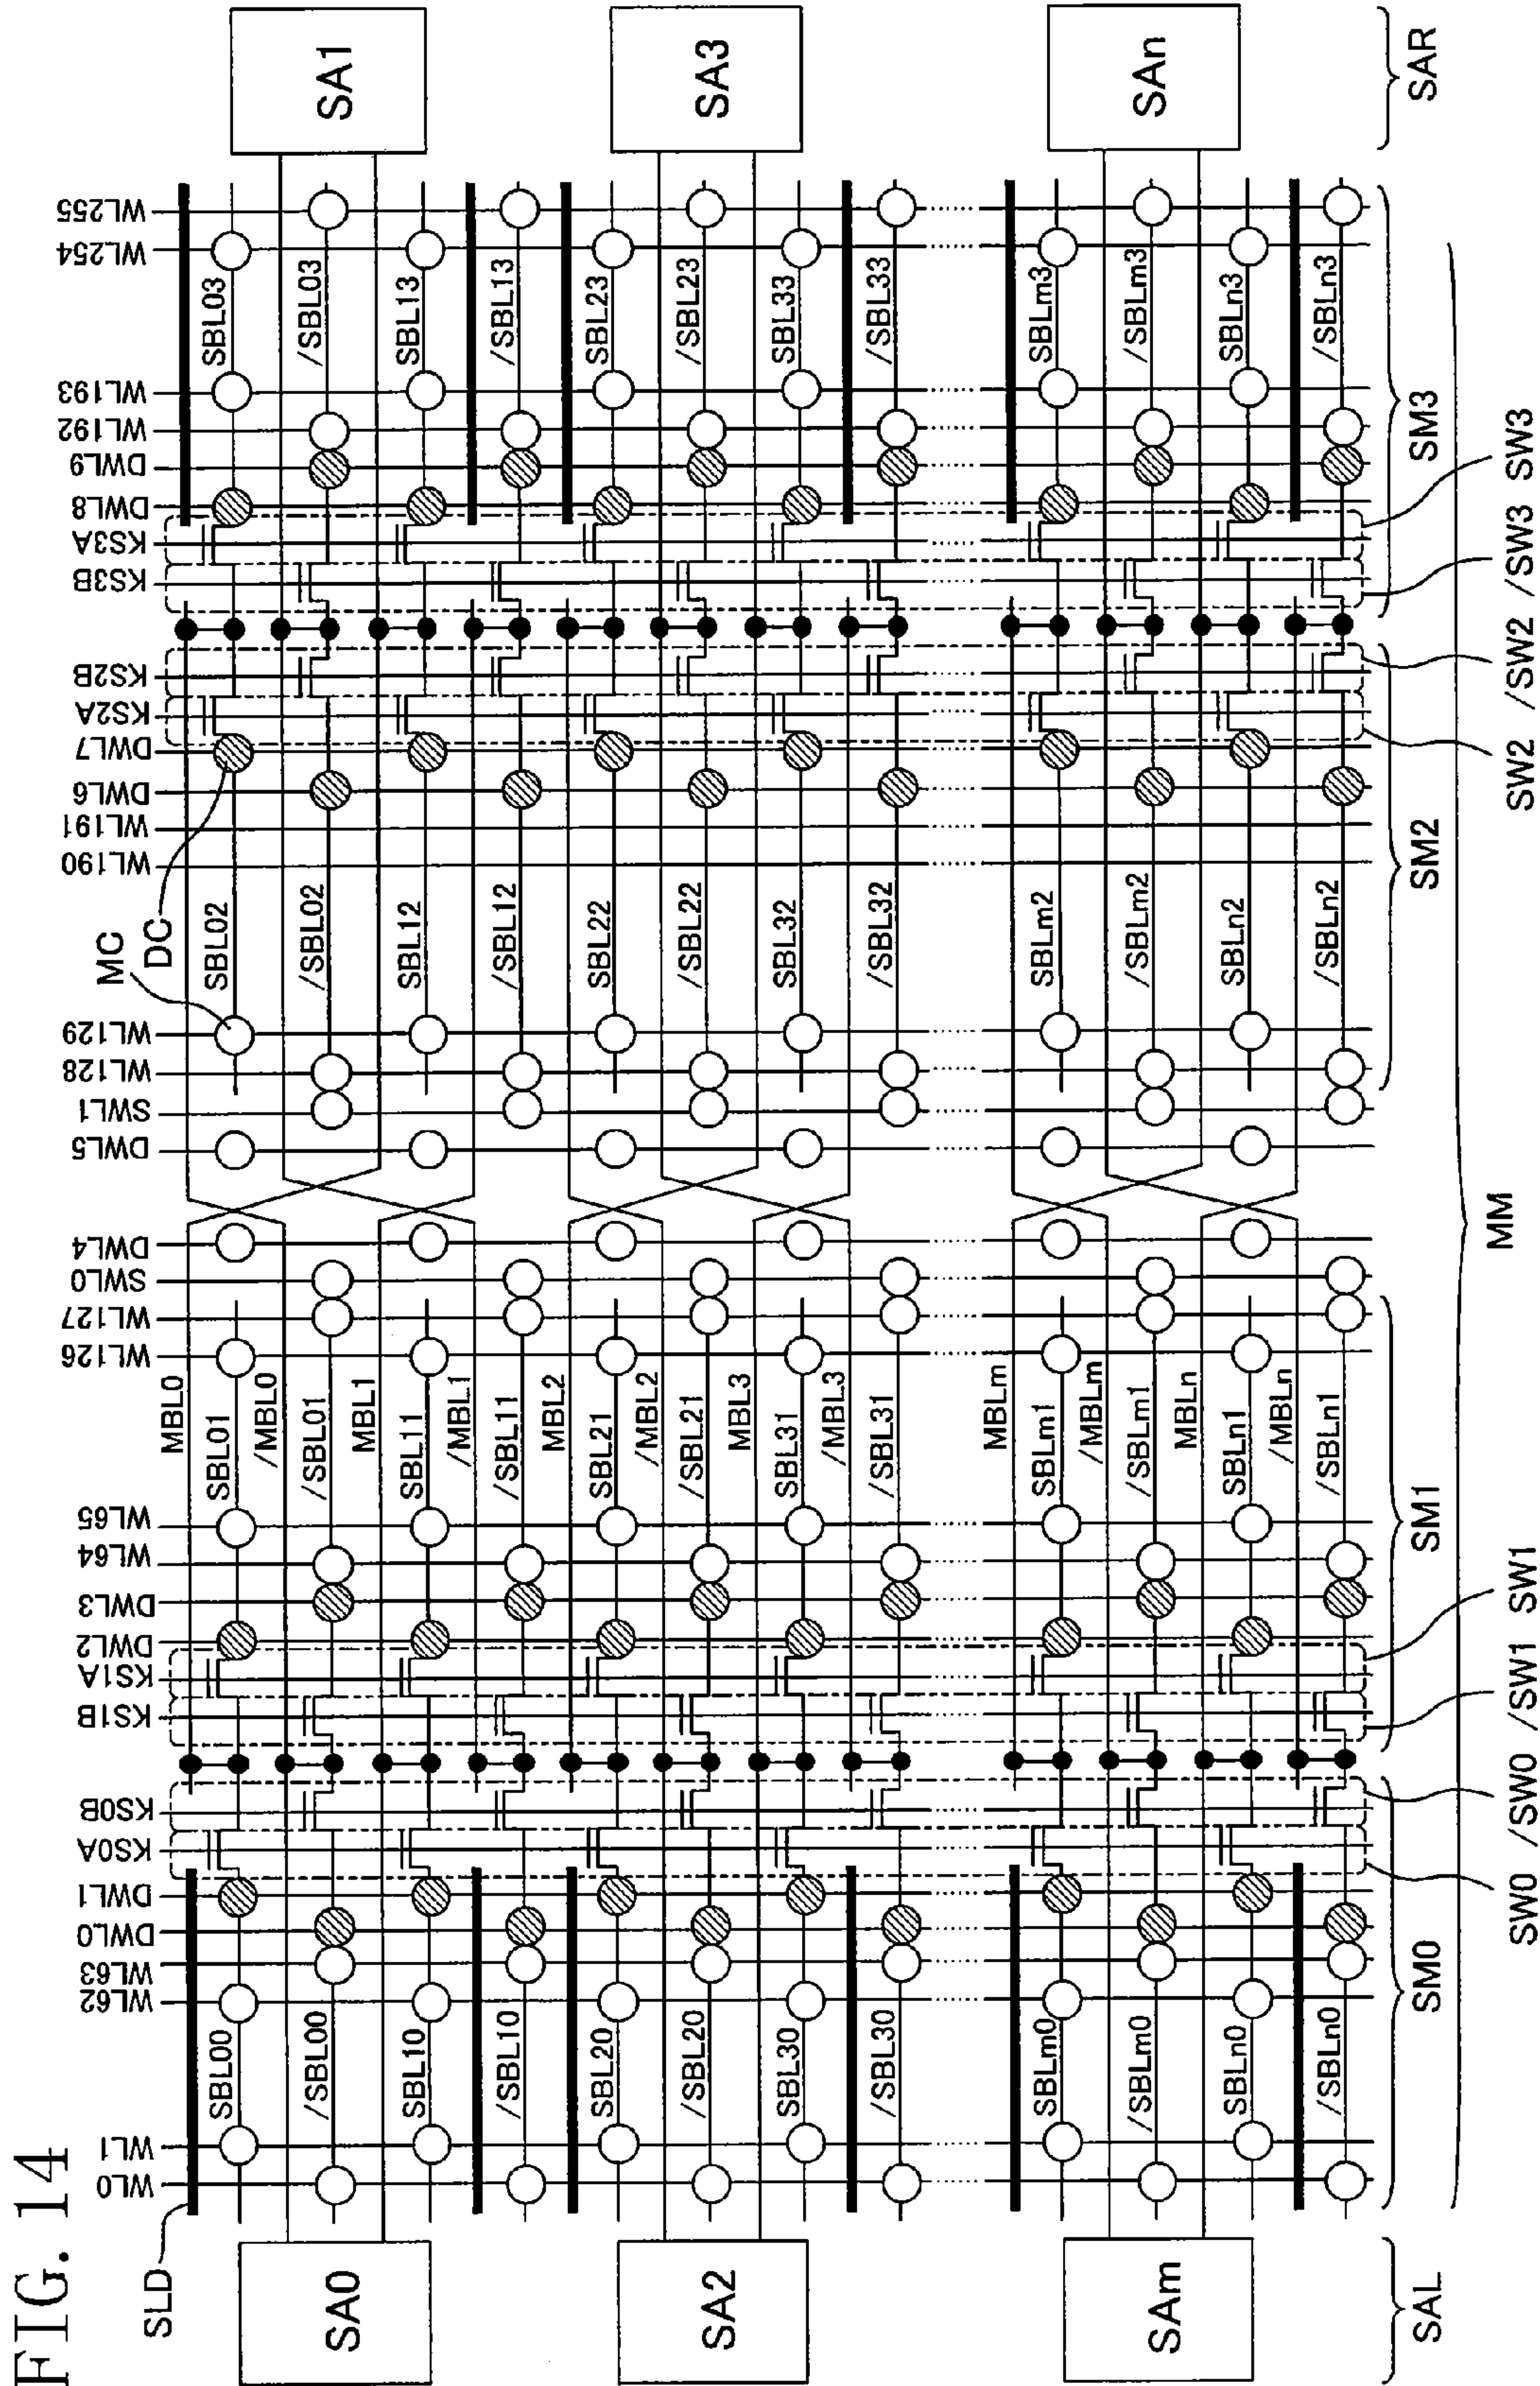 FIG. 14
SLD
MC
DC
WL0
WL1
WL62
WL63
DWL0
DWL1
KS0A
KS0B
KS1B
KS1A
DWL2
DWL3
WL64
WL65
WL126
WL127
SWL0
DWL4
DWL5
SWL1
WL128
WL129
WL190
WL191
DWL6
DWL7
KS2A
KS2B
KS3B
KS3A
DWL8
DWL9
WL192
WL193
WL254
WL255
SA0
SA2
SAm
SAL
SA1
SA3
SAn
SAR
SBL00
/SBL00
SBL10
/SBL10
SBL20
/SBL20
SBL30
/SBL30
SBLm0
/SBLm0
SBLn0
/SBLn0
MBL0
SBL01
/MBL0
/SBL01
MBL1
SBL11
/MBL1
/SBL11
MBL2
SBL21
/MBL2
/SBL21
MBL3
SBL31
/MBL3
/SBL31
MBLm
SBLm1
/MBLm
/SBLm1
MBLn
SBLn1
/MBLn
/SBLn1
SBL02
/SBL02
SBL12
/SBL12
SBL22
/SBL22
SBL32
/SBL32
SBLm2
/SBLm2
SBLn2
/SBLn2
SBL03
/SBL03
SBL13
/SBL13
SBL23
/SBL23
SBL33
/SBL33
SBLm3
/SBLm3
SBLn3
/SBLn3
SM0
SM1
SM2
SM3
SW0
/SW0
/SW1
SW1
SW2
/SW2
/SW3
SW3
MM